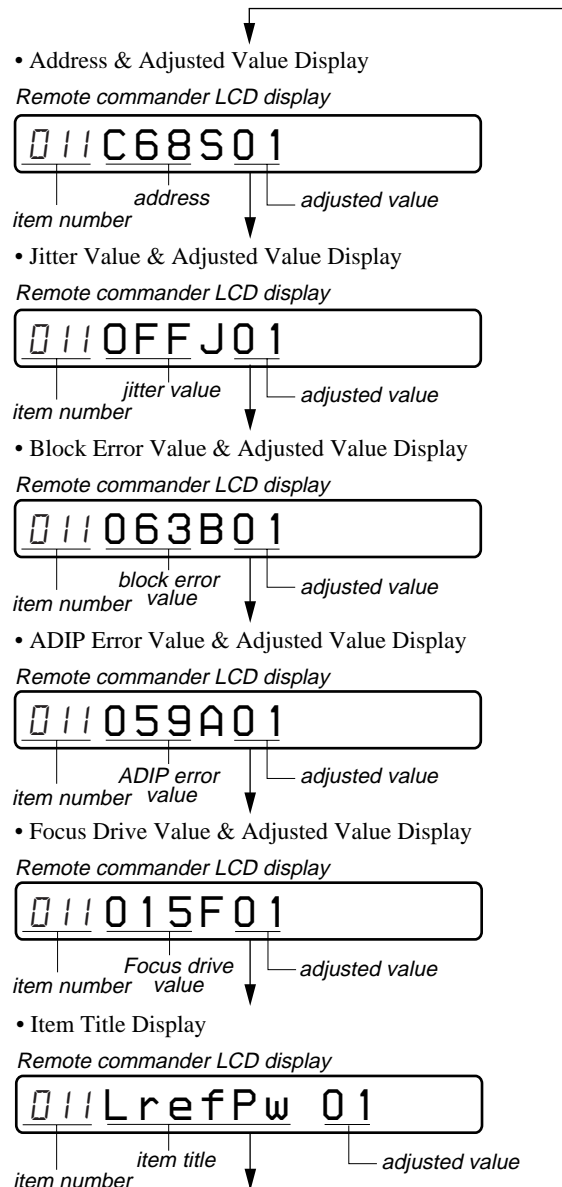 • Address & Adjusted Value Display
Remote commander LCD display
011 C68S01
item number
address
adjusted value
• Jitter Value & Adjusted Value Display
Remote commander LCD display
011 OFFJ01
item number
jitter value
adjusted value
• Block Error Value & Adjusted Value Display
Remote commander LCD display
011 063B01
item number
block error
value
adjusted value
• ADIP Error Value & Adjusted Value Display
Remote commander LCD display
011 059A01
item number
ADIP error
value
adjusted value
• Focus Drive Value & Adjusted Value Display
Remote commander LCD display
011 015F01
item number
Focus drive
value
adjusted value
• Item Title Display
Remote commander LCD display
011 LrefPw 01
item number
item title
adjusted value